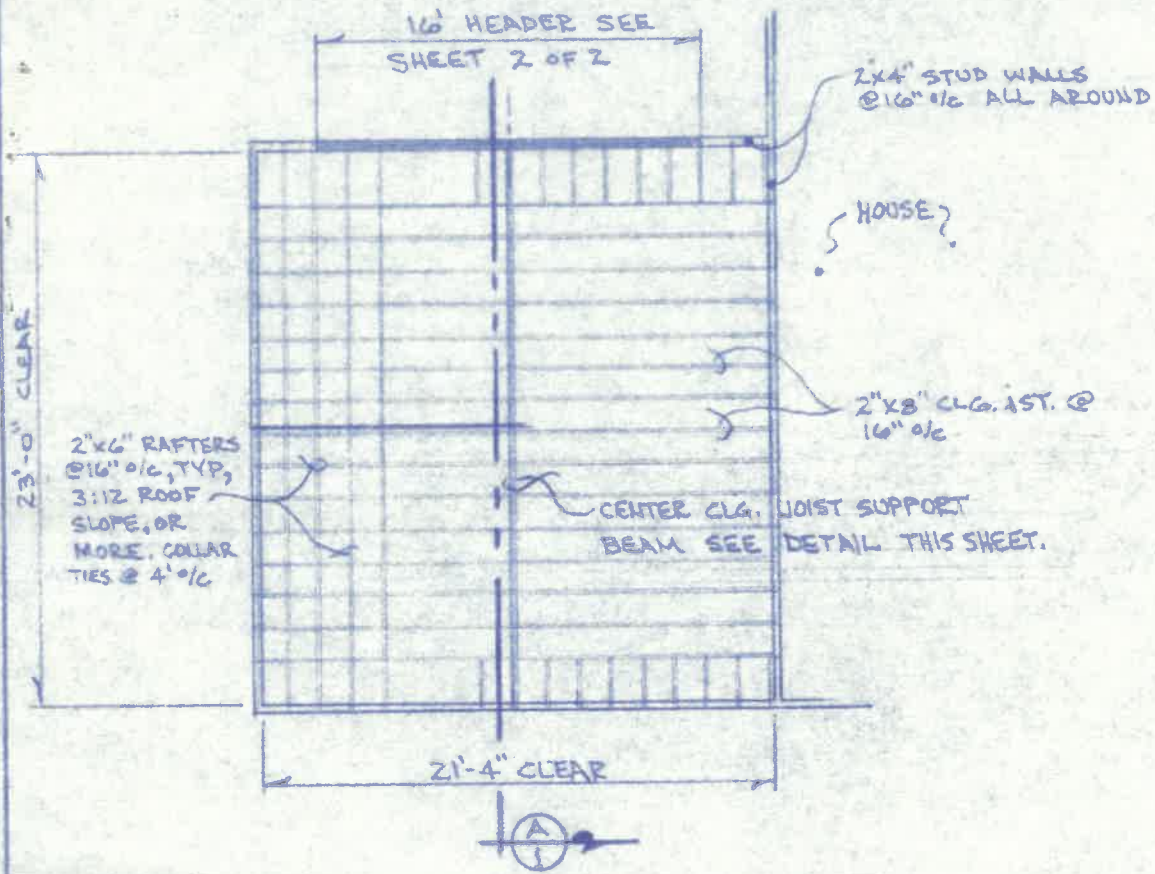 16' HEADER SEE
SHEET 2 OF 2
2"x4" STUD WALLS
@16" o/c ALL AROUND
HOUSE
23'-0" CLEAR
2"x6" RAFTERS
@16" o/c, TYP,
3:12 ROOF
SLOPE, OR
MORE. COLLAR
TIES @ 4' o/c
2"x8" CLG. JST. @
16" o/c
CENTER CLG. JOIST SUPPORT
BEAM SEE DETAIL THIS SHEET.
21'-4" CLEAR
A
1